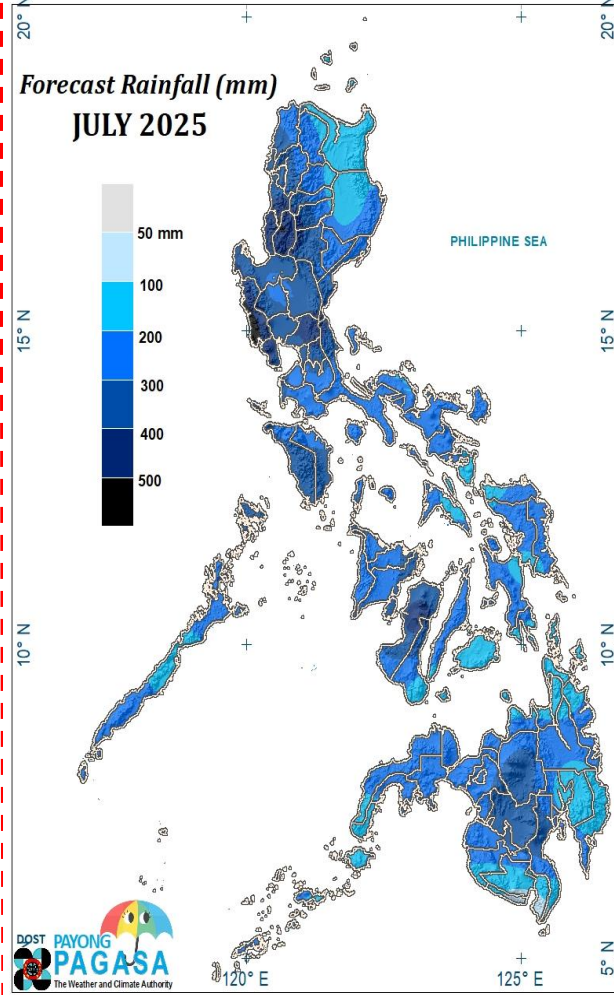 20° N
20° N
Forecast Rainfall (mm)
JULY 2025
50 mm
100
200
300
400
500
PHILIPPINE SEA
15° N
15° N
10° N
10° N
5° N
120° E
125° E
DOST
PAYONG
PAGASA
The Weather and Climate Authority